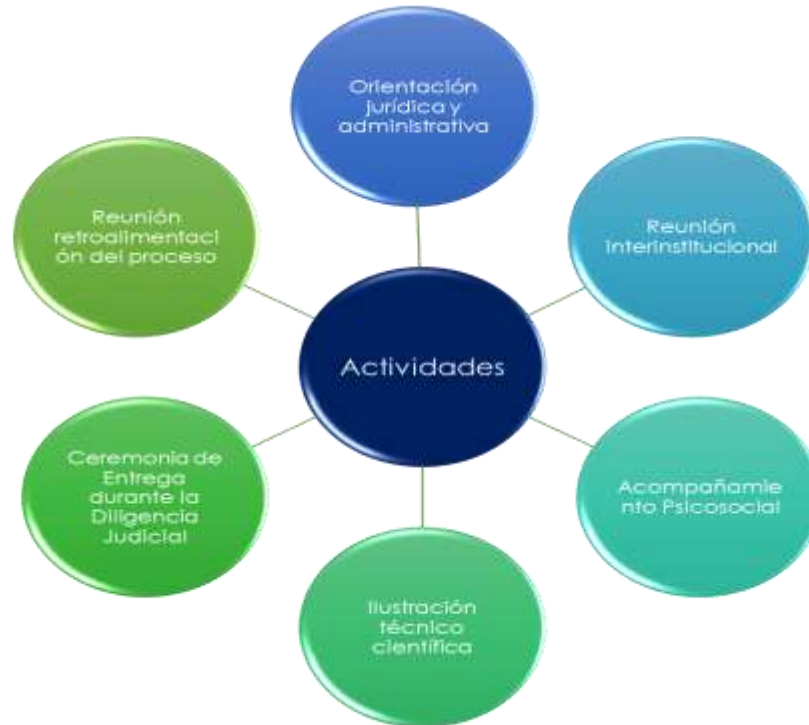 Orientación
jurídica y
administrativa
Reunión
interinstitucional
Acompañamie
nto Psicosocial
Ilustración
técnico
científica
Ceremonia de
Entrega
durante la
Diligencia
Judicial
Reunión
retroalimentaci
ón del proceso
Actividades